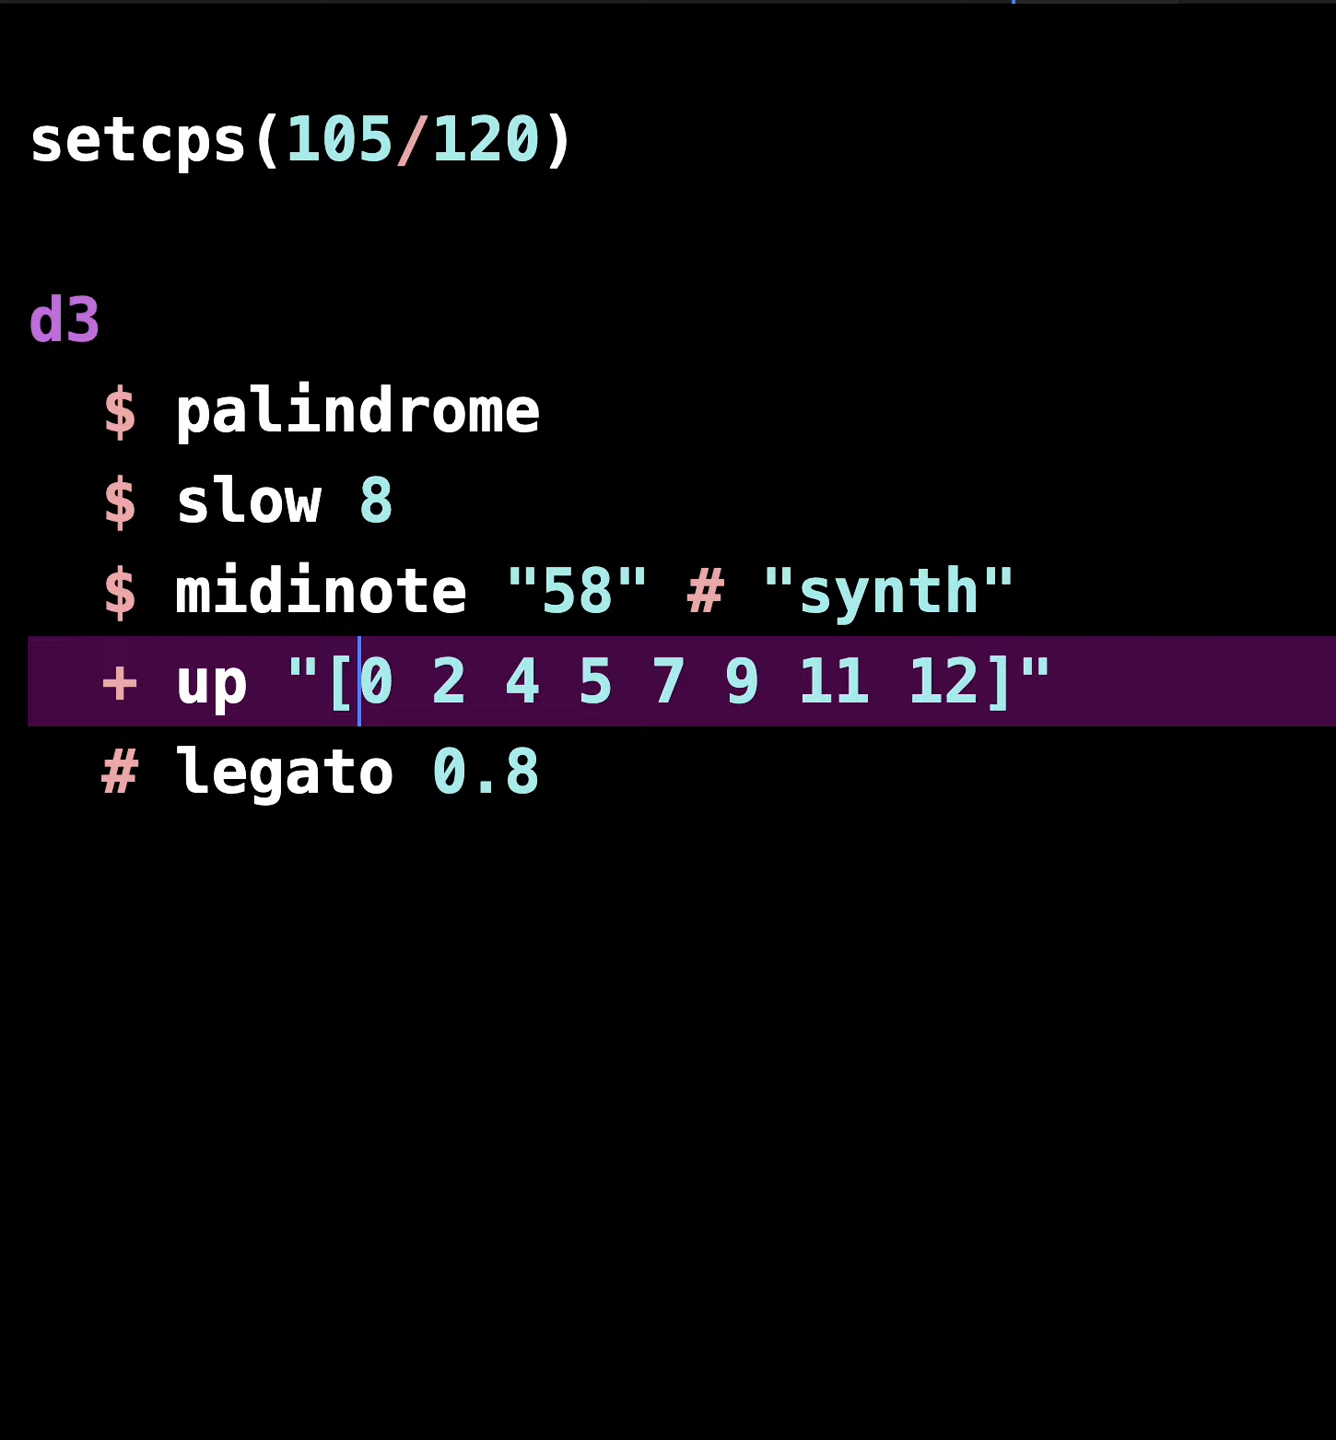 setcps(105/120)
d3
$ palindrome
$ slow 8
$ midinote "58" # "synth"
+ up "[0 2 4 5 7 9 11 12]"
# legato 0.8